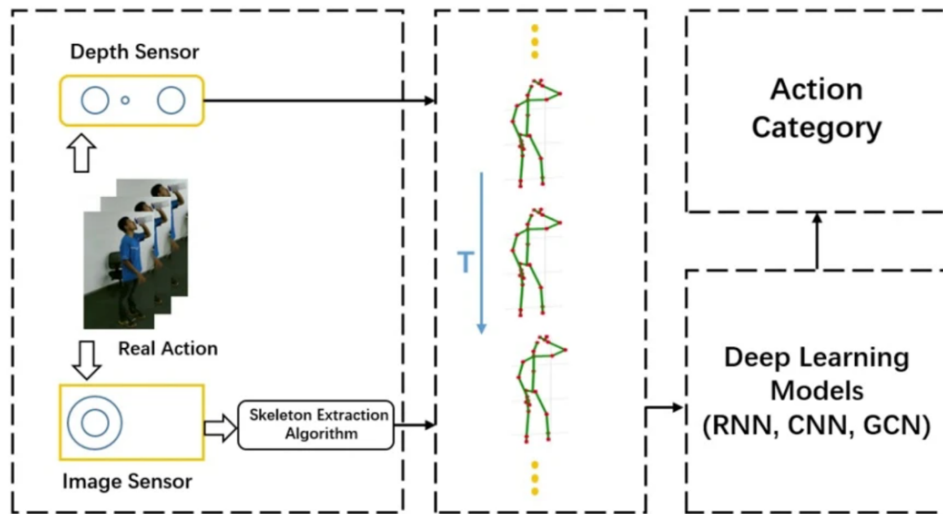 Depth Sensor
Real Action
Skeleton Extraction
Algorithm
Image Sensor
T
Action
Category
Deep Learning
Models
(RNN, CNN, GCN)